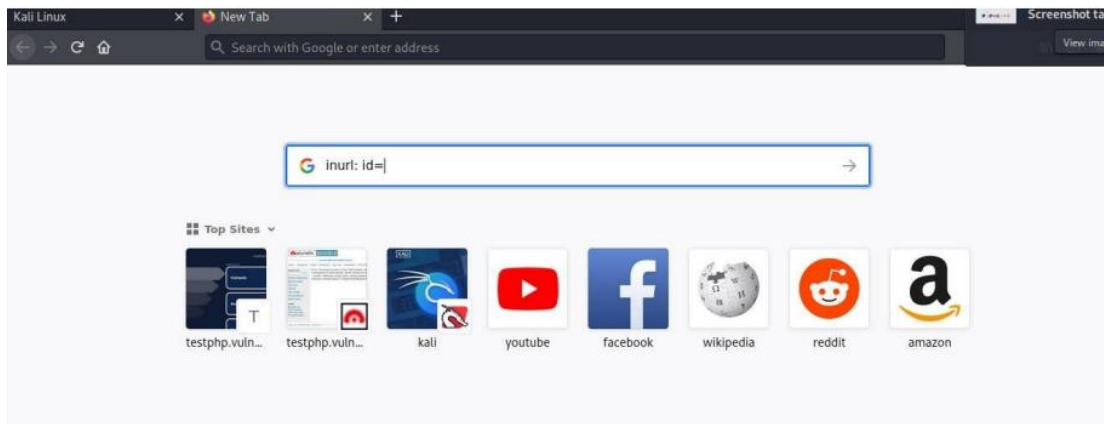 Kali Linux
New Tab
Screenshot ta
Search with Google or enter address
View ima
inurl: id=
Top Sites
T
KALI
testphp.vuln...
testphp.vuln...
kali
youtube
facebook
wikipedia
reddit
amazon